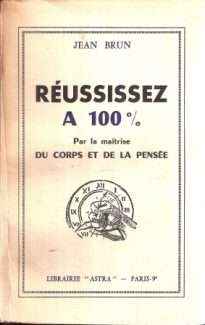 JEAN BRUN
RÉUSSISSEZ
A 100%
Par la maîtrise
DU CORPS ET DE LA PENSÉE
LIBRAIRIE "ASTRA" — PARIS-9e